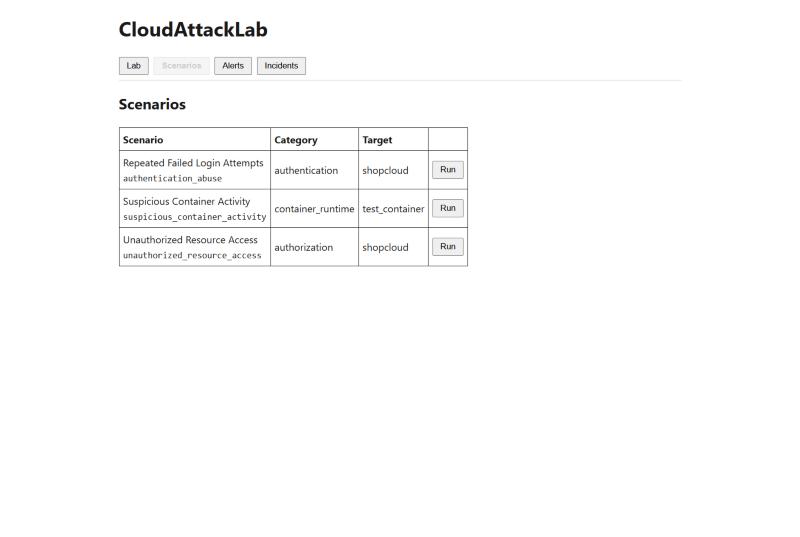 CloudAttackLab
Lab Scenarios Alerts Incidents
Scenarios
Scenario Category Target
Repeated Failed Login Attempts
authentication_abuse
authentication shopcloud Run
Suspicious Container Activity
suspicious_container_activity
container_runtime test_container Run
Unauthorized Resource Access
unauthorized_resource_access
authorization shopcloud Run